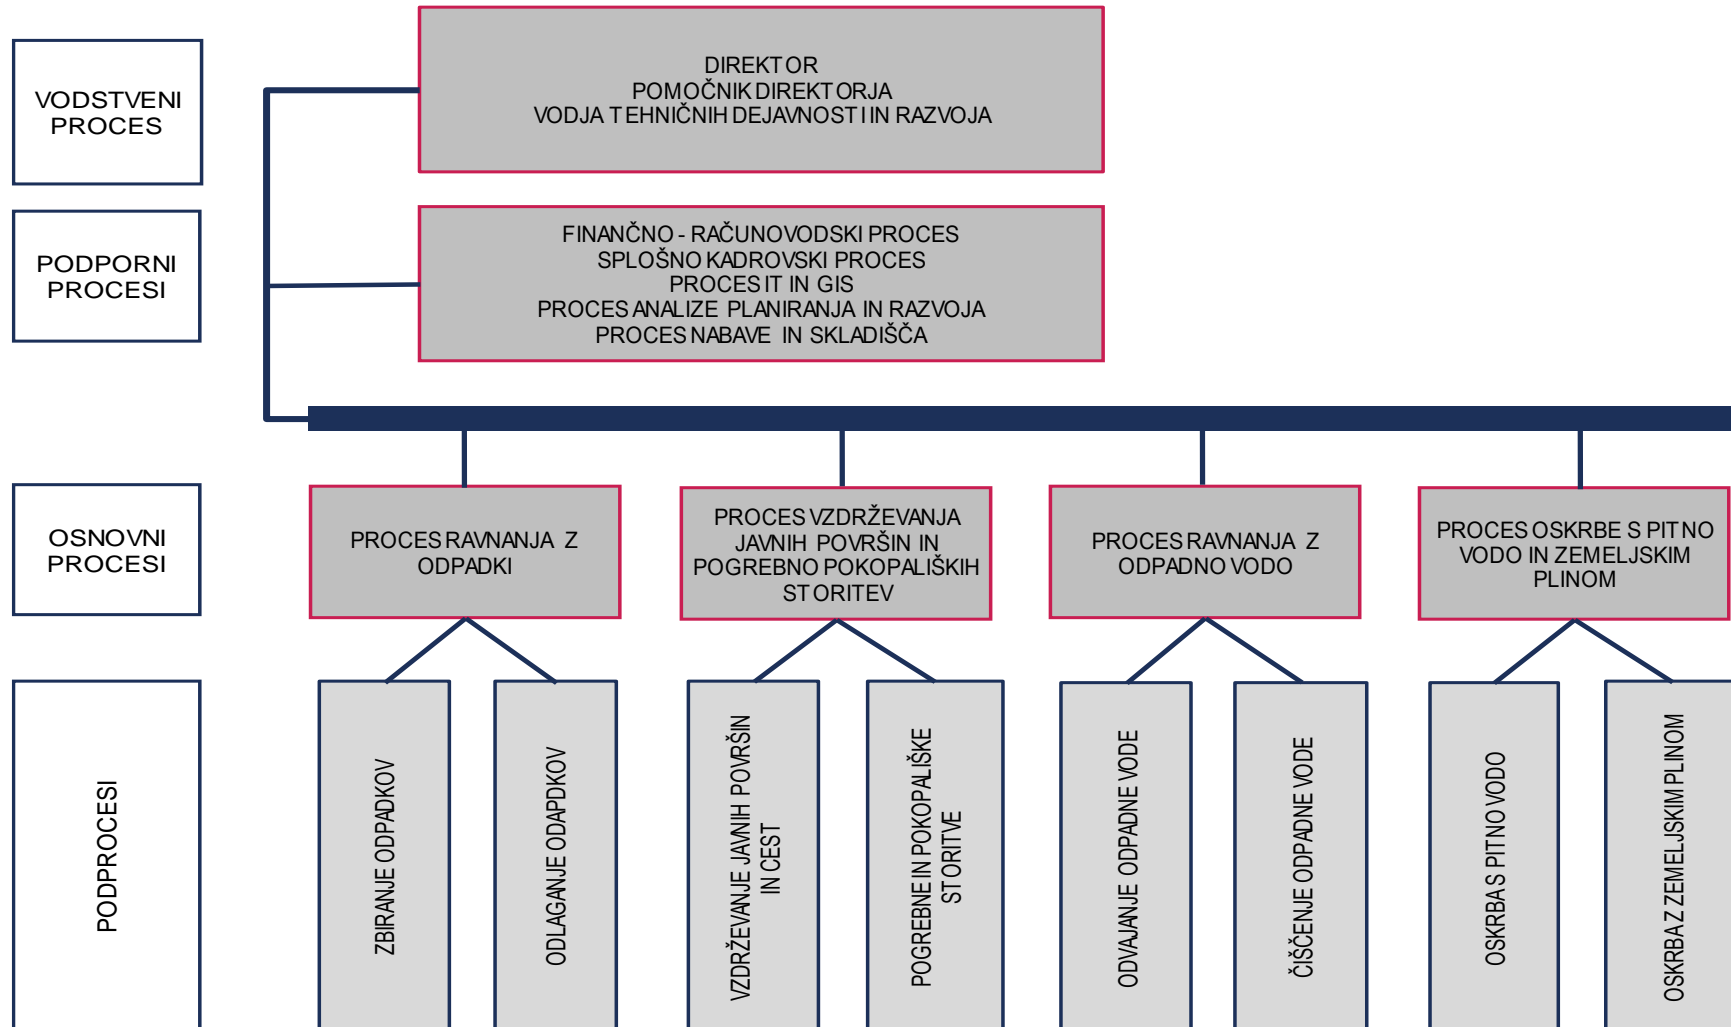 VODSTVENI
PROCES
DIREKTOR
POMOČNIK DIREKTORJA
VODJA TEHNIČNIH DEJAVNOSTI IN RAZVOJA
PODPORNI
PROCESI
FINANČNO - RAČUNOVODSKI PROCES
SPLOŠNO KADROVSKI PROCES
PROCES IT IN GIS
PROCES ANALIZE PLANIRANJA IN RAZVOJA
PROCES NABAVE IN SKLADIŠČA
OSNOVNI
PROCESI
PROCES RAVNANJA Z
ODPADKI
PROCES VZDRŽEVANJA
JAVNIH POVRŠIN IN
POGREBNO POKOPALIŠKIH
STORITEV
PROCES RAVNANJA Z
ODPADNO VODO
PROCES OSKRBE S PITNO
VODO IN ZEMELJSKIM
PLINOM
PODPROCESI
ZBIRANJE ODPADKOV
ODLAGANJE ODAPDKOV
VZDRŽEVANJE JAVNIH POVRŠIN
IN CEST
POGREBNE IN POKOPALIŠKE
STORITVE
ODVAJANJE ODPADNE VODE
ČIŠČENJE ODPADNE VODE
OSKRBA S PITNO VODO
OSKRBA Z ZEMELJSKIM PLINOM